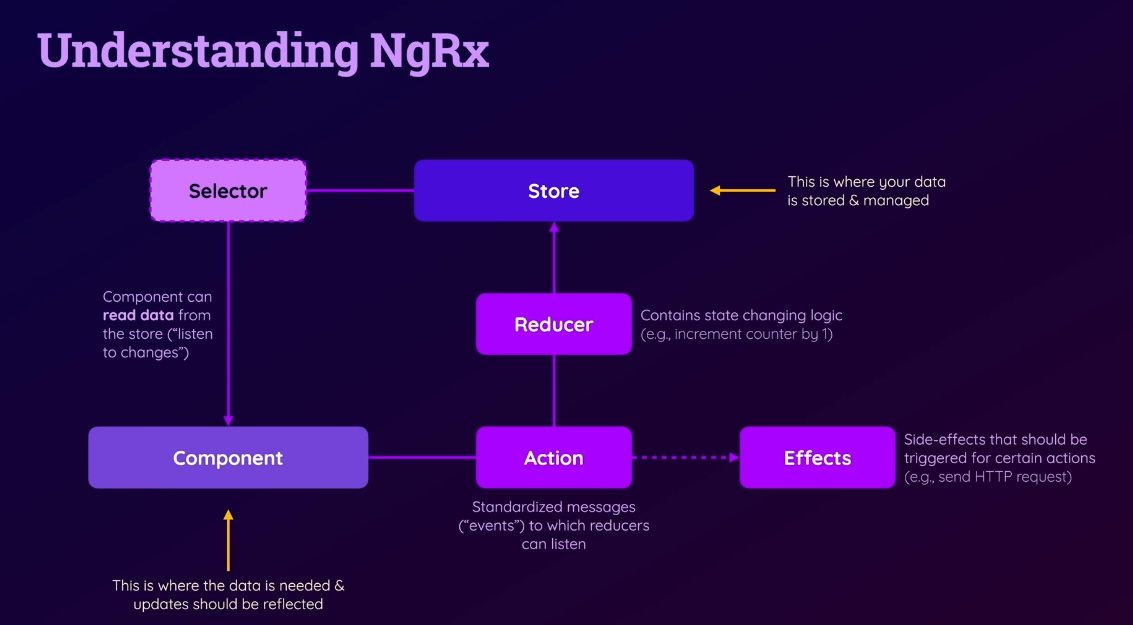 Understanding NgRx
Selector
Store
This is where your data
is stored & managed
Component can
read data from
the store (“listen
to changes”)
Reducer
Contains state changing logic
(e.g., increment counter by 1)
Component
Action
Effects
Side-effects that should be
triggered for certain actions
(e.g., send HTTP request)
Standardized messages
(“events”) to which reducers
can listen
This is where the data is needed &
updates should be reflected